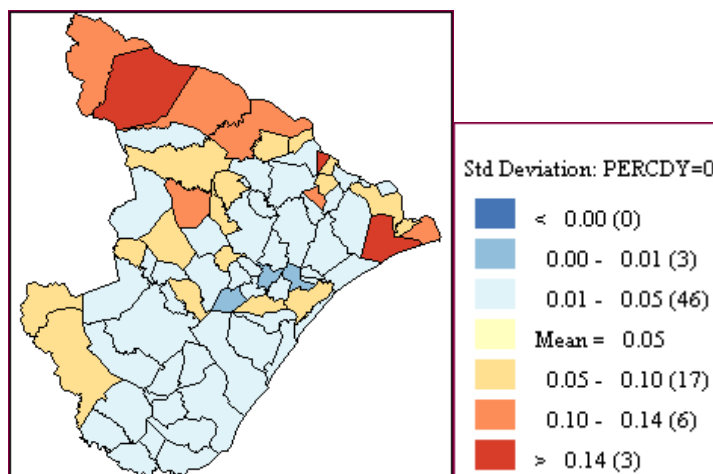 Std Deviation: PERCDY=0
< 0.00 (0)
0.00 - 0.01 (3)
0.01 - 0.05 (46)
Mean = 0.05
0.05 - 0.10 (17)
0.10 - 0.14 (6)
> 0.14 (3)